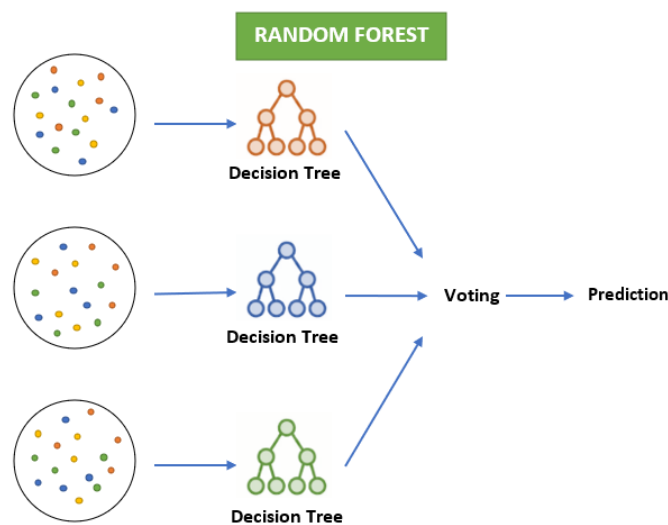 RANDOM FOREST
Decision Tree
Decision Tree
Voting
Prediction
Decision Tree